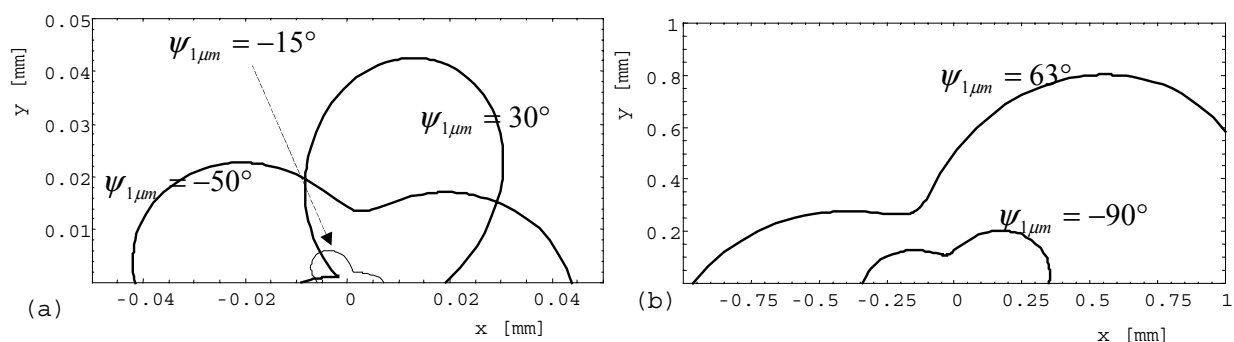 0.05
0.04
0.03
0.02
0.01
y [mm]
ψ1μm = −15°
ψ1μm = 30°
ψ1μm = −50°
-0.04 -0.02 0 0.02 0.04
(a)
x [mm]
1
0.8
0.6
0.4
0.2
y [mm]
ψ1μm = 63°
ψ1μm = −90°
-0.75 -0.5 -0.25 0 0.25 0.5 0.75 1
(b)
x [mm]